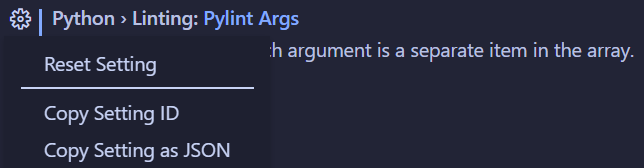 Python › Linting: Pylint Args
argument is a separate item in the array.
Reset Setting
Copy Setting ID
Copy Setting as JSON